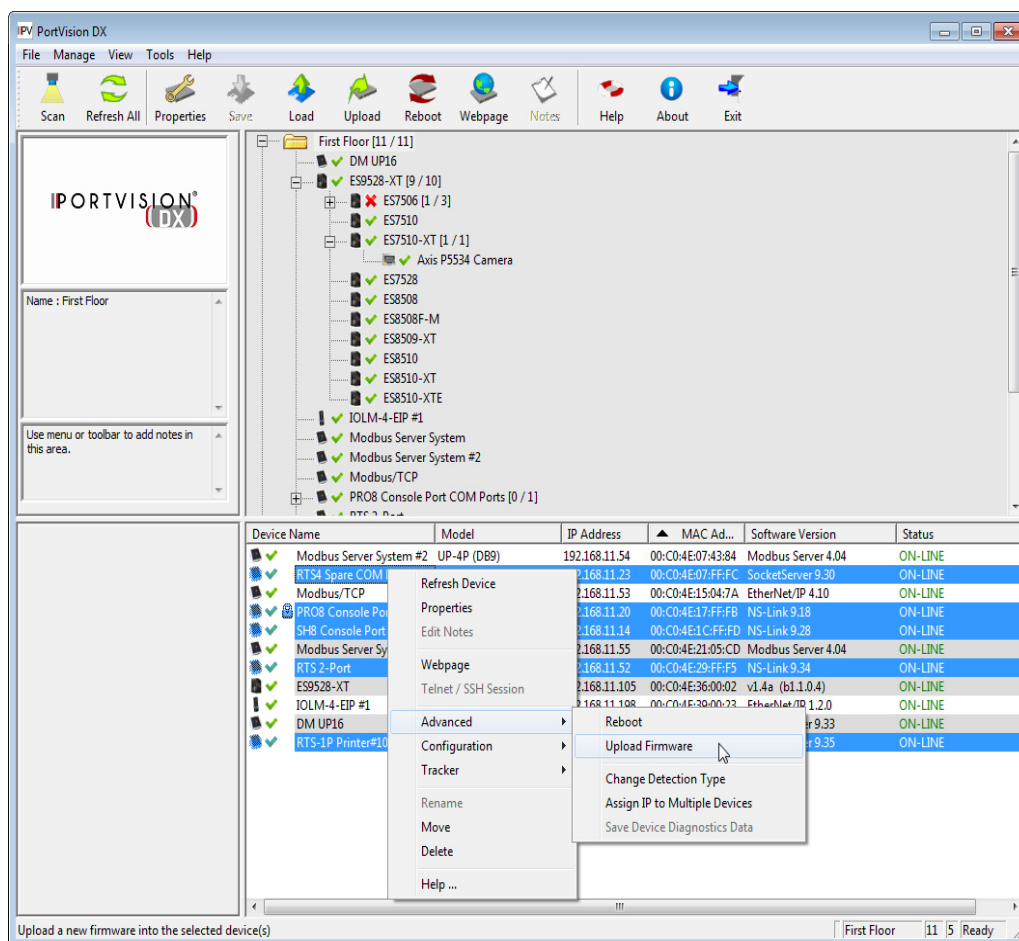 IPV PortVision DX
File Manage View Tools Help
Scan Refresh All Properties Save Load Upload Reboot Webpage Notes Help About Exit
PORTVISION®
DX
Name : First Floor
Use menu or toolbar to add notes in
this area.
First Floor [11 / 11]
DM UP16
ES9528-XT [9 / 10]
ES7506 [1 / 3]
ES7510
ES7510-XT [1 / 1]
Axis P5534 Camera
ES7528
ES8508
ES8508F-M
ES8509-XT
ES8510
ES8510-XT
ES8510-XTE
IOLM-4-EIP #1
Modbus Server System
Modbus Server System #2
Modbus/TCP
PRO8 Console Port COM Ports [0 / 1]
RTS 2-Port
Device Name Model IP Address MAC Ad... Software Version Status
Modbus Server System #2 UP-4P (DB9) 192.168.11.54 00:C0:4E:07:43:84 Modbus Server 4.04 ON-LINE
RTS4 Spare COM 2.168.11.23 00:C0:4E:07:FF:FC SocketServer 9.30 ON-LINE
Modbus/TCP 2.168.11.53 00:C0:4E:15:04:7A EtherNet/IP 4.10 ON-LINE
PRO8 Console Po 2.168.11.20 00:C0:4E:17:FF:FB NS-Link 9.18 ON-LINE
SH8 Console Port 2.168.11.14 00:C0:4E:1C:FF:FD NS-Link 9.28 ON-LINE
Modbus Server Sy 2.168.11.55 00:C0:4E:21:05:CD Modbus Server 4.04 ON-LINE
RTS 2-Port 2.168.11.52 00:C0:4E:29:FF:F5 NS-Link 9.34 ON-LINE
ES9528-XT 2.168.11.105 00:C0:4E:36:00:02 v1.4a (b1.1.0.4) ON-LINE
IOLM-4-EIP #1 2.168.11.198 00:C0:4E:39:00:23 EtherNet/IP 1.2.0 ON-LINE
DM UP16 er 9.33 ON-LINE
RTS-1P Printer#10 er 9.35 ON-LINE
Refresh Device
Properties
Edit Notes
Webpage
Telnet / SSH Session
Advanced
Configuration
Tracker
Rename
Move
Delete
Help ...
Reboot
Upload Firmware
Change Detection Type
Assign IP to Multiple Devices
Save Device Diagnostics Data
Upload a new firmware into the selected device(s) First Floor 11 5 Ready